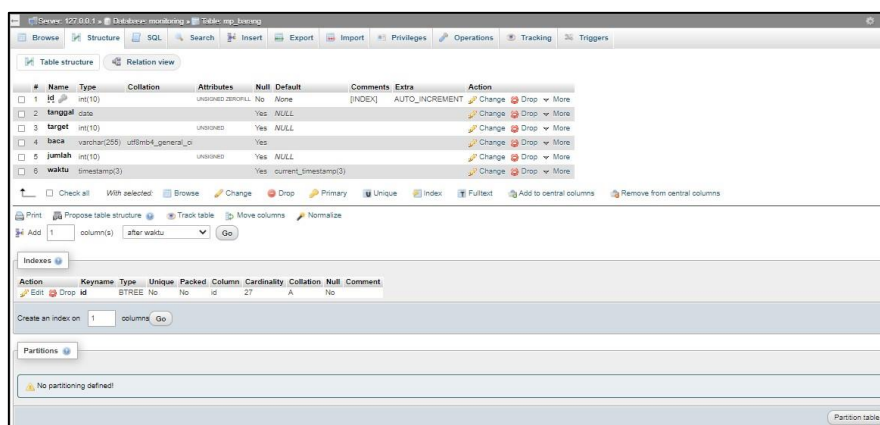 Server: 127.0.0.1 » Database: monitoring » Table: mp_basing
Browse Structure SQL Search Insert Export Import Privileges Operations Tracking Triggers
Table structure Relation view
# Name Type Collation Attributes Null Default Comments Extra Action
1 id int(10) UNSIGNED ZEROFILL No None [INDEX] AUTO_INCREMENT Change Drop More
2 tanggal date Yes NULL Change Drop More
3 target int(10) UNSIGNED Yes NULL Change Drop More
4 baca varchar(255) utf8mb4_general_ci Yes Change Drop More
5 jumlah int(10) UNSIGNED Yes NULL Change Drop More
6 waktu timestamp(3) Yes current_timestamp(3) Change Drop More
Check all With selected: Browse Change Drop Primary Unique Index Fulltext Add to central columns Remove from central columns
Print Propose table structure Track table Move columns Normalize
Add 1 column(s) after waktu Go
Indexes
Action Keyname Type Unique Packed Column Cardinality Collation Null Comment
Edit Drop id BTREE No No id 27 A No
Create an index on 1 columns Go
Partitions
No partitioning defined!
Partition table